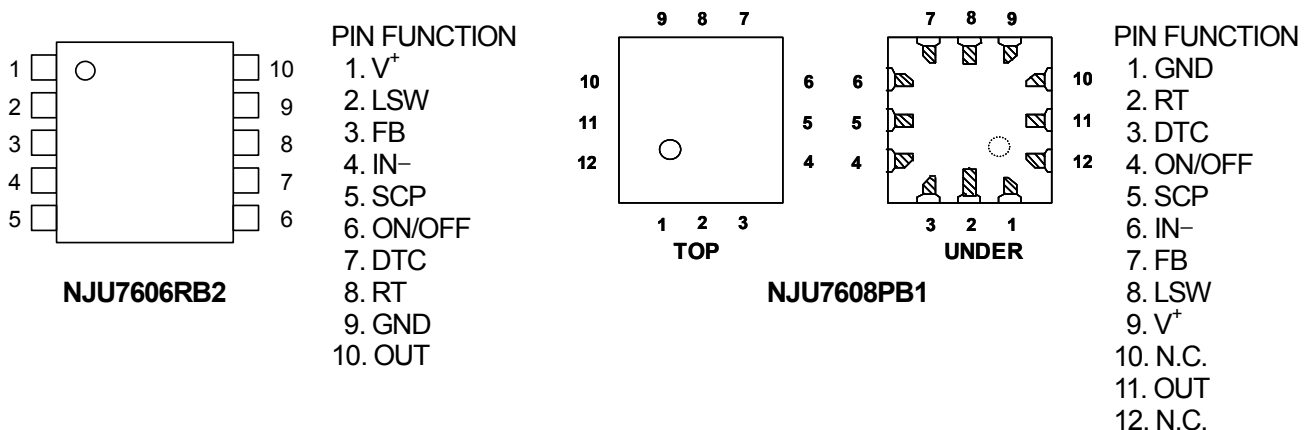 1
2
3
4
5
10
9
8
7
6
NJU7606RB2
PIN FUNCTION
1. V+
2. LSW
3. FB
4. IN−
5. SCP
6. ON/OFF
7. DTC
8. RT
9. GND
10. OUT
9 8 7
10
11
12
6
5
4
1 2 3
TOP
7 8 9
6
5
4
10
11
12
3 2 1
UNDER
NJU7608PB1
PIN FUNCTION
1. GND
2. RT
3. DTC
4. ON/OFF
5. SCP
6. IN−
7. FB
8. LSW
9. V+
10. N.C.
11. OUT
12. N.C.